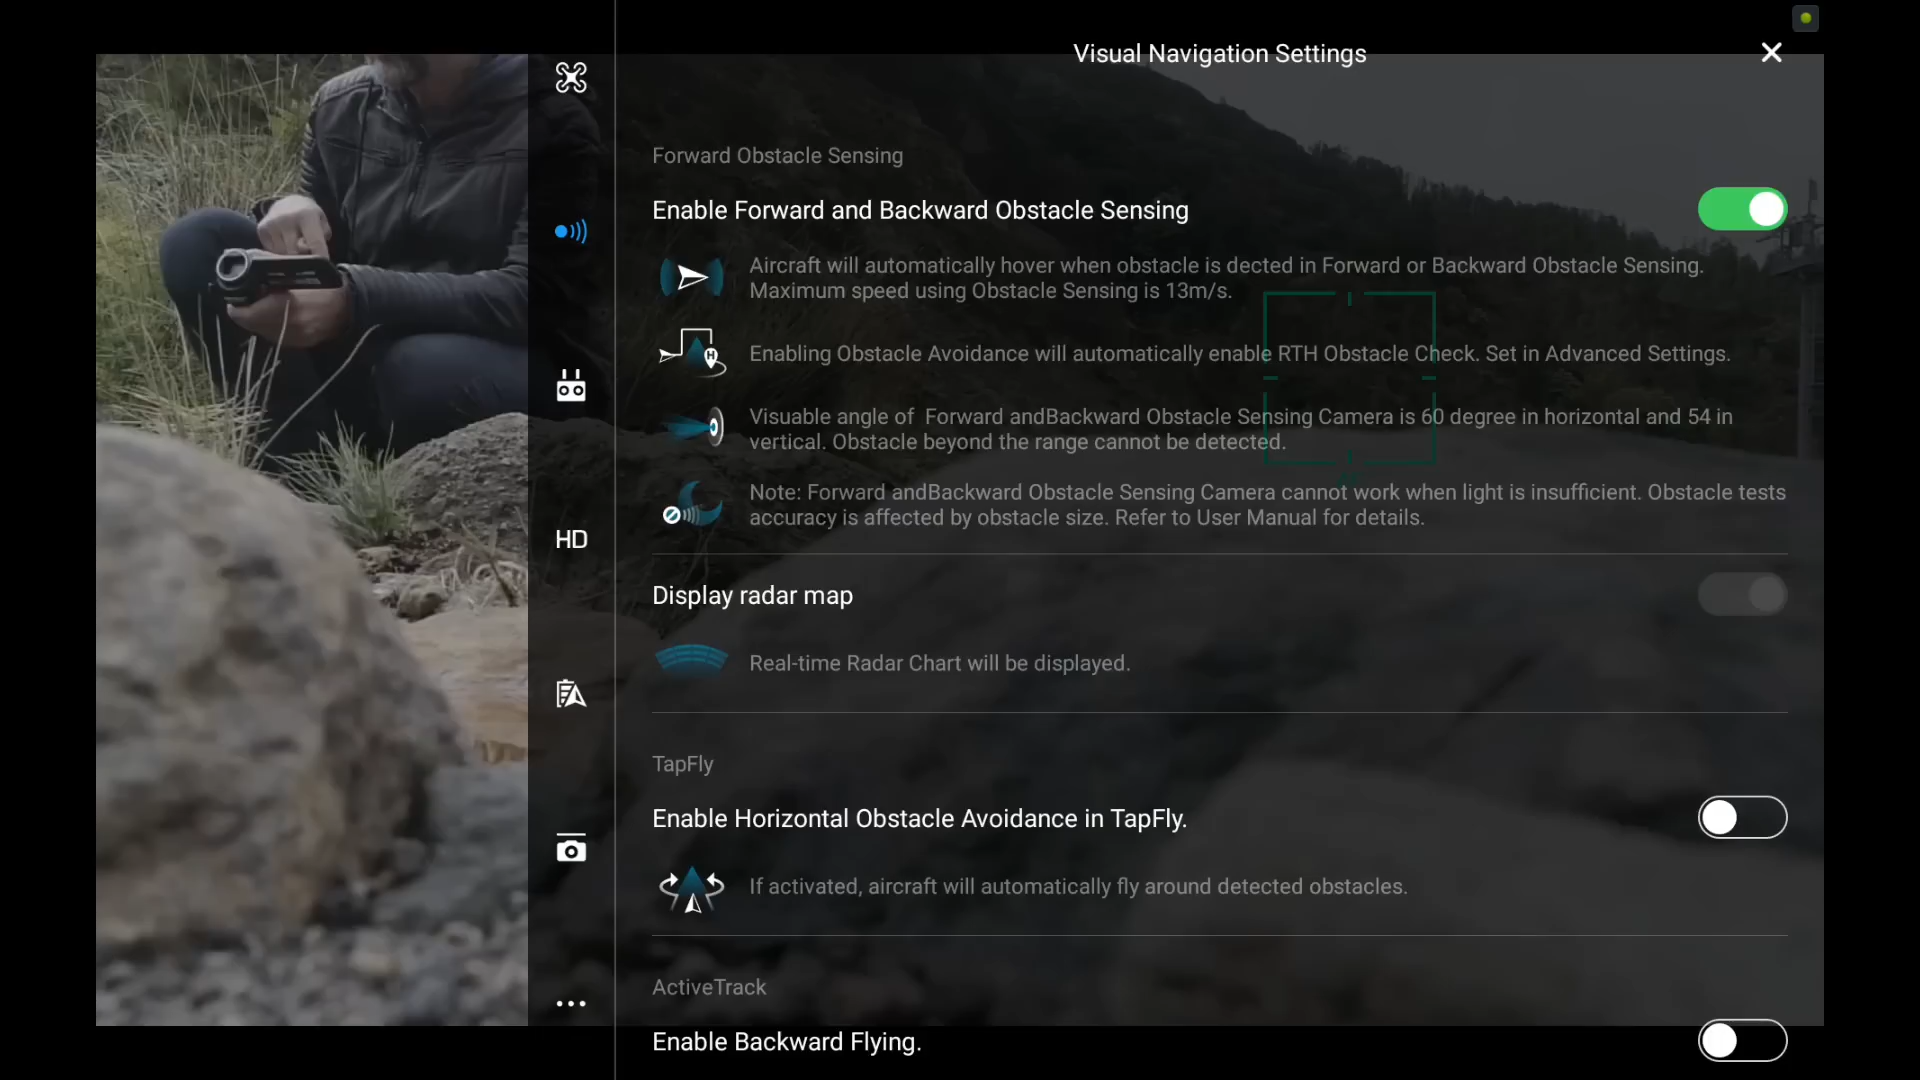 Visual Navigation Settings
Forward Obstacle Sensing
Enable Forward and Backward Obstacle Sensing
Aircraft will automatically hover when obstacle is dected in Forward or Backward Obstacle Sensing.
Maximum speed using Obstacle Sensing is 13m/s.
Enabling Obstacle Avoidance will automatically enable RTH Obstacle Check. Set in Advanced Settings.
Visuable angle of  Forward andBackward Obstacle Sensing Camera is 60 degree in horizontal and 54 in
vertical. Obstacle beyond the range cannot be detected.
Note: Forward andBackward Obstacle Sensing Camera cannot work when light is insufficient. Obstacle tests
accuracy is affected by obstacle size. Refer to User Manual for details.
HD
Display radar map
Real-time Radar Chart will be displayed.
TapFly
Enable Horizontal Obstacle Avoidance in TapFly.
If activated, aircraft will automatically fly around detected obstacles.
ActiveTrack
Enable Backward Flying.